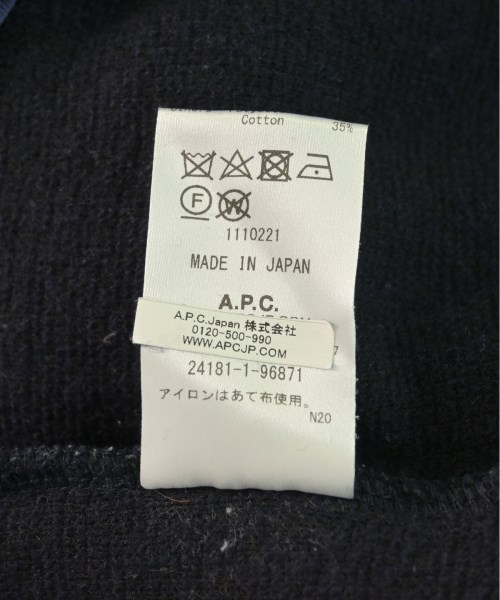 Cotton 35%
F W
1110221
MADE IN JAPAN
A.P.C.
A.P.C.Japan 株式会社
0120-500-990
WWW.APCJP.COM
7
24181-1-96871
アイロンはあて布使用。
N20